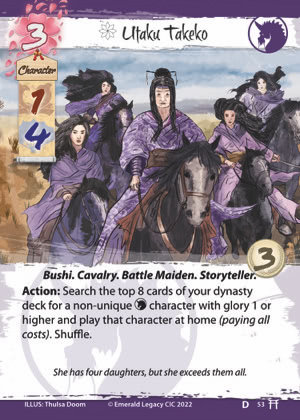 3
Utaku Takeko
Character
1
4
3
Bushi. Cavalry. Battle Maiden. Storyteller.
Action: Search the top 8 cards of your dynasty
deck for a non-unique character with glory 1 or
higher and play that character at home (paying all
costs). Shuffle.
She has four daughters, but she exceeds them all.
ILLUS: Thulsa Doom © Emerald Legacy CIC 2022 D 53